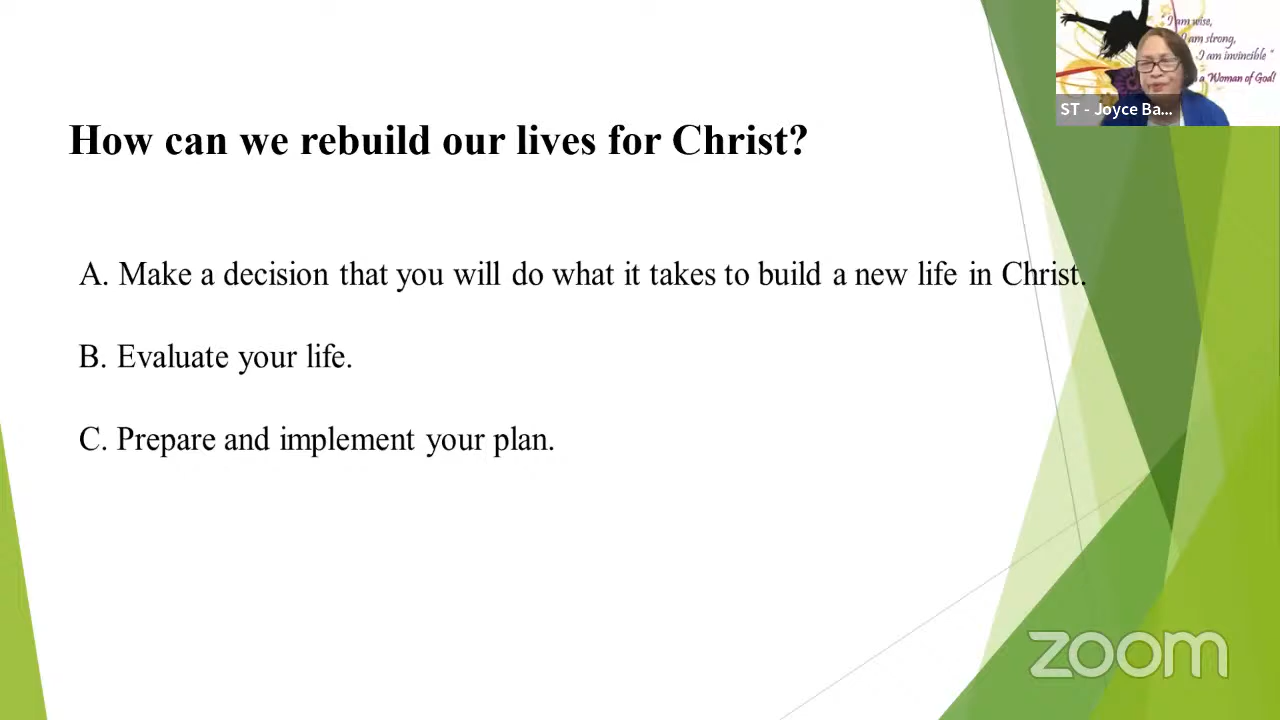 "I am wise,
I am strong,
I am invincible"
a Woman of God!
ST - Joyce Ba...
How can we rebuild our lives for Christ?
A. Make a decision that you will do what it takes to build a new life in Christ.
B. Evaluate your life.
C. Prepare and implement your plan.
zoom